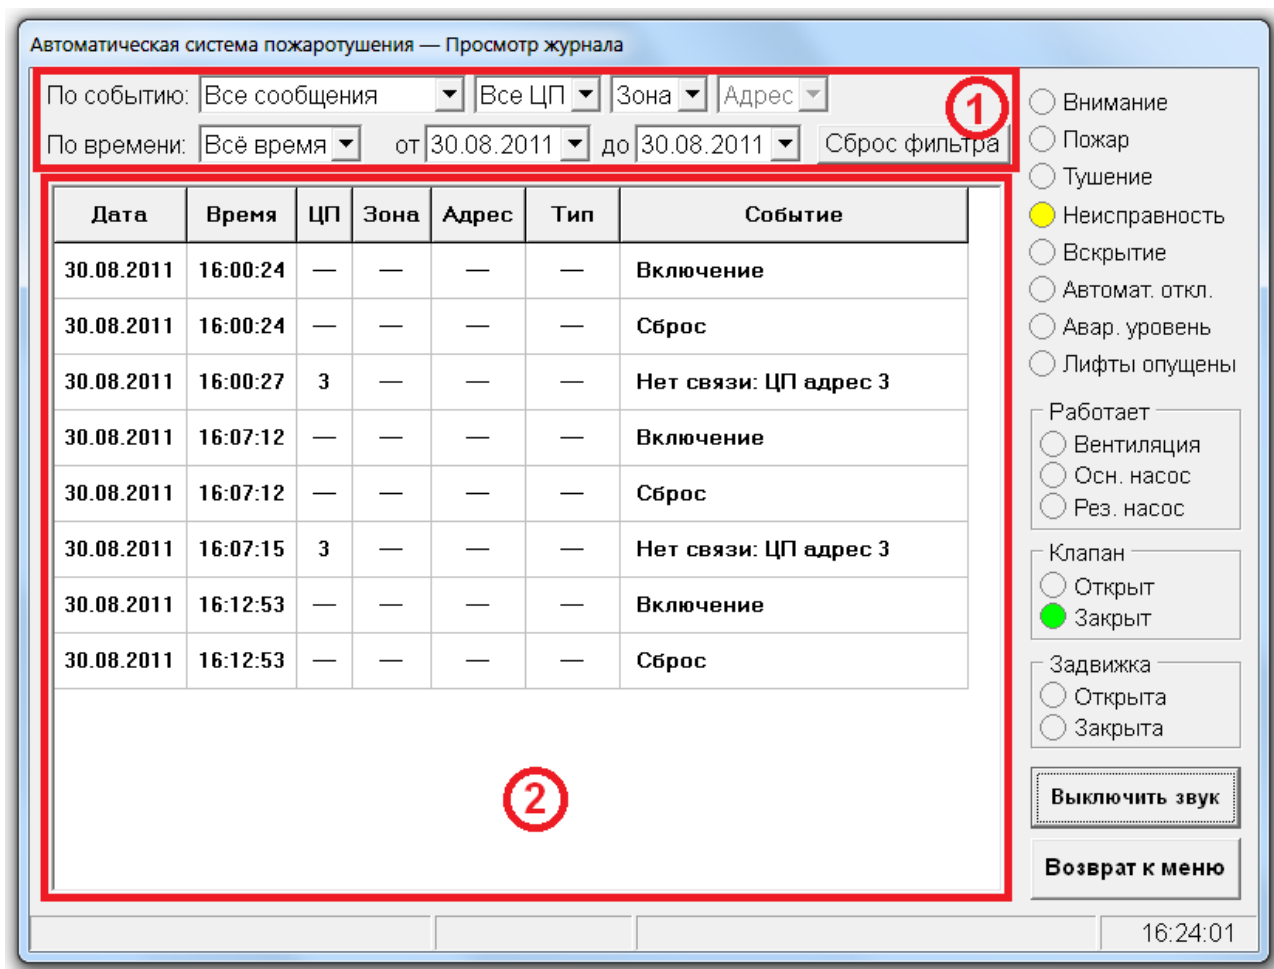 Автоматическая система пожаротушения — Просмотр журнала
По событию: Все сообщения Все ЦП Зона Адрес
1
По времени: Всё время от 30.08.2011 до 30.08.2011 Сброс фильтра
Дата Время ЦП Зона Адрес Тип Событие
30.08.2011 16:00:24 — — — — Включение
30.08.2011 16:00:24 — — — — Сброс
30.08.2011 16:00:27 3 — — — Нет связи: ЦП адрес 3
30.08.2011 16:07:12 — — — — Включение
30.08.2011 16:07:12 — — — — Сброс
30.08.2011 16:07:15 3 — — — Нет связи: ЦП адрес 3
30.08.2011 16:12:53 — — — — Включение
30.08.2011 16:12:53 — — — — Сброс
2
Внимание
Пожар
Тушение
Неисправность
Вскрытие
Автомат. откл.
Авар. уровень
Лифты опущены
Работает
Вентиляция
Осн. насос
Рез. насос
Клапан
Открыт
Закрыт
Задвижка
Открыта
Закрыта
Выключить звук
Возврат к меню
16:24:01